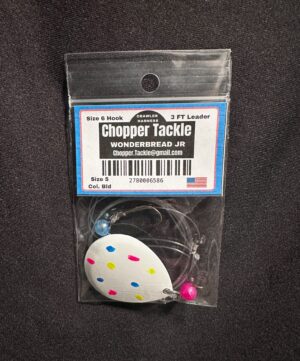 CRAWLER
HARNESS
Size 6 Hook 3 FT Leader
Chopper Tackle
WONDERBREAD JR
Chopper.Tackle@gmail.com
Size 5
Col. Bld
2780006586